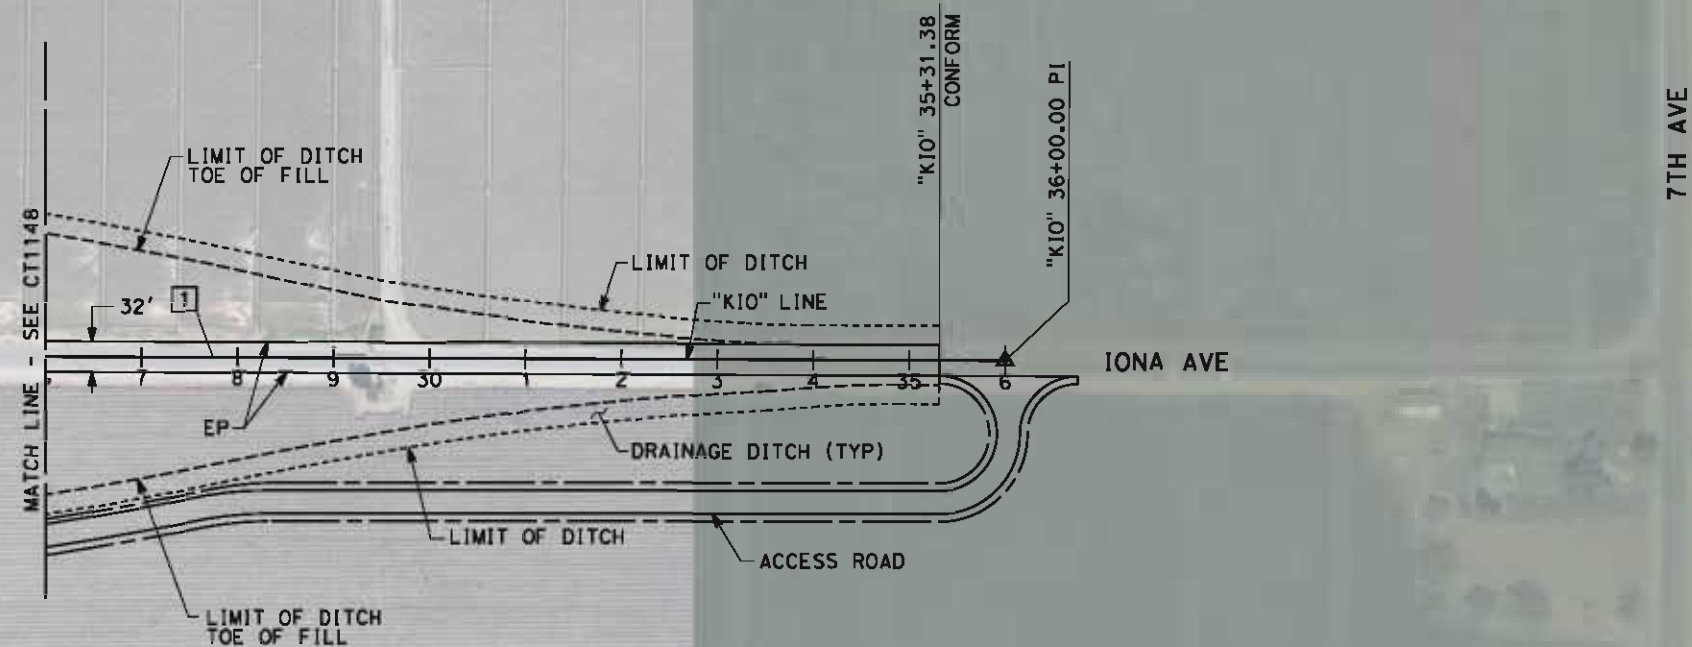 "KIO" 35+31.38
CONFORM
"KIO" 36+00.00 PI
7TH AVE
LIMIT OF DITCH
TOE OF FILL
MATCH LINE - SEE CT1148
LIMIT OF DITCH
32'
1
"KIO" LINE
IONA AVE
7 8 9 30 1 2 3 4 35 6
EP
DRAINAGE DITCH (TYP)
LIMIT OF DITCH
ACCESS ROAD
LIMIT OF DITCH
TOE OF FILL